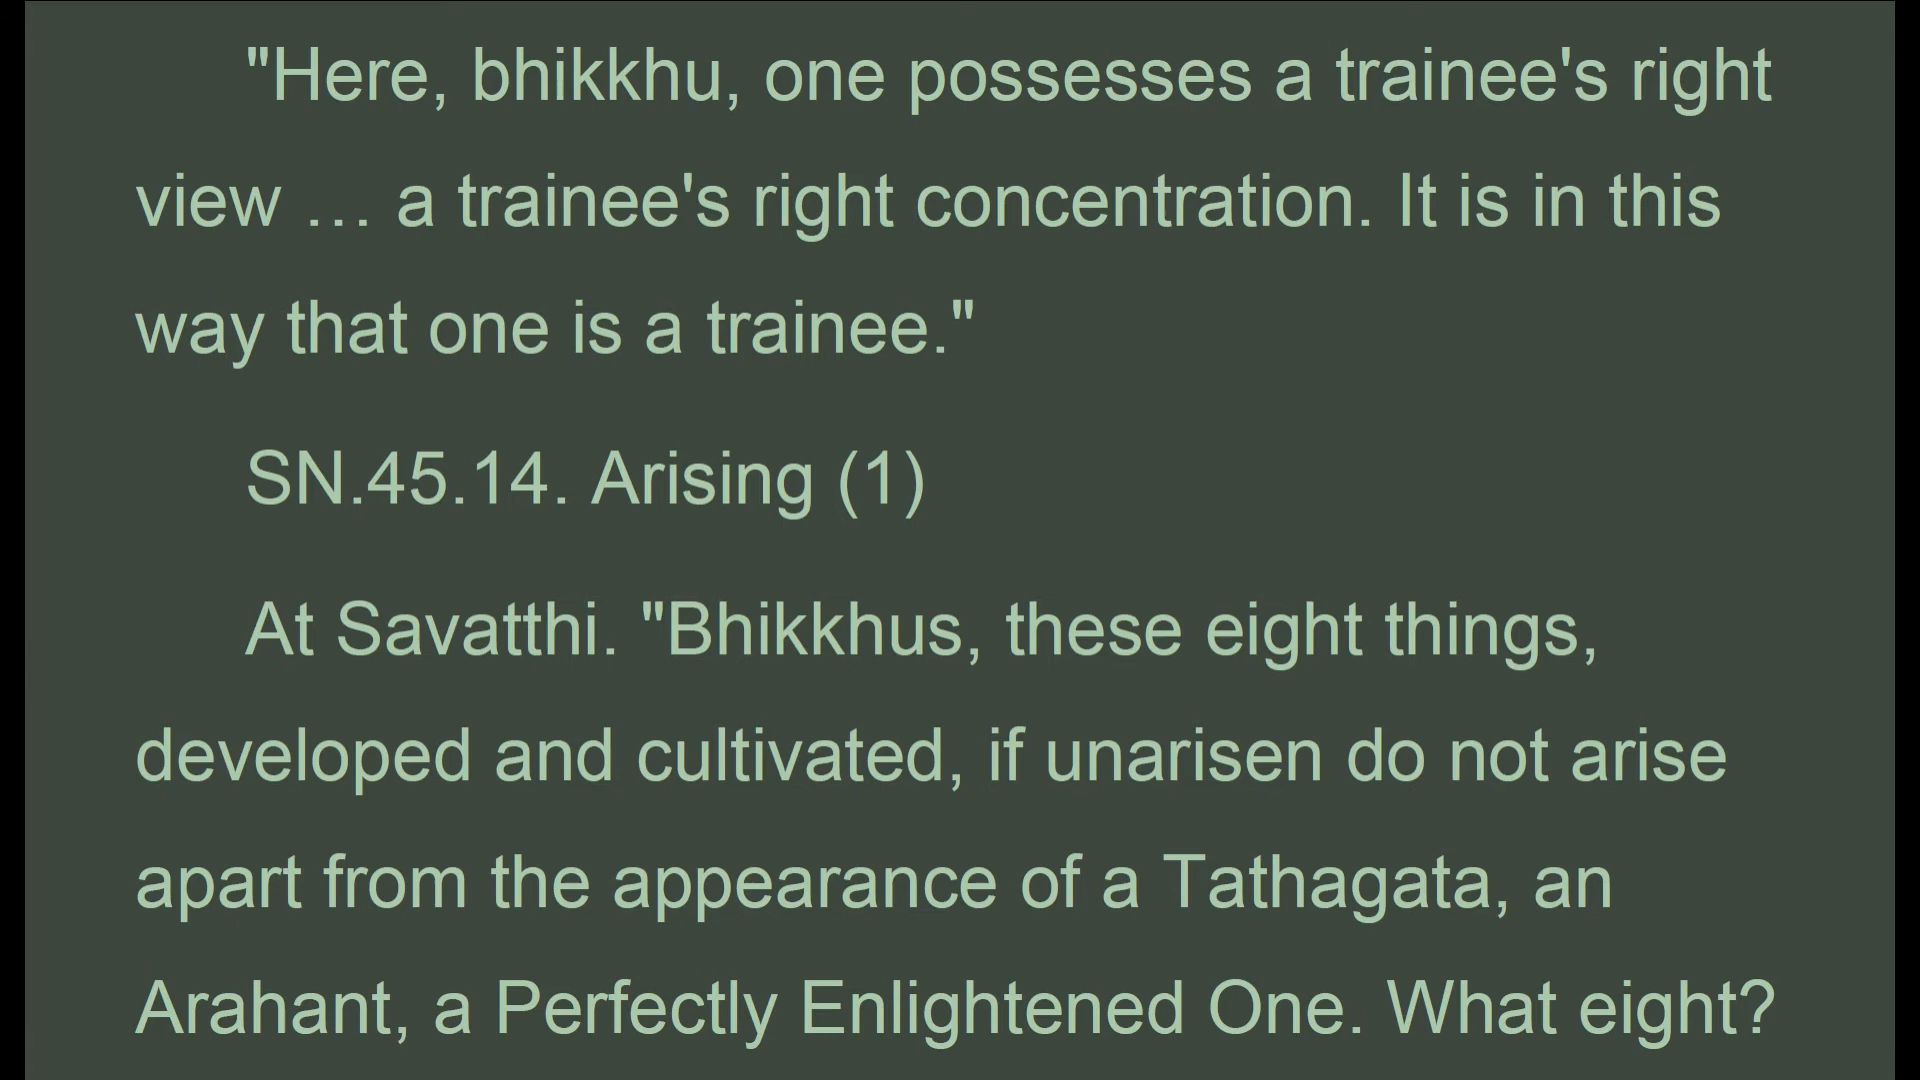 "Here, bhikkhu, one possesses a trainee's right
view … a trainee's right concentration. It is in this
way that one is a trainee."
SN.45.14. Arising (1)
At Savatthi. "Bhikkhus, these eight things,
developed and cultivated, if unarisen do not arise
apart from the appearance of a Tathagata, an
Arahant, a Perfectly Enlightened One. What eight?